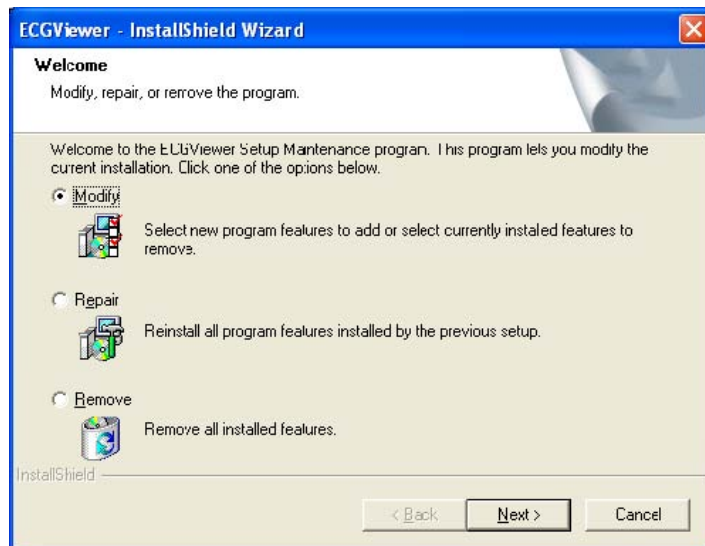 ECGViewer - InstallShield Wizard
Welcome
Modify, repair, or remove the program.
Welcome to the ECGViewer Setup Maintenance program. This program lets you modify the
current installation. Click one of the options below.
Modify
Select new program features to add or select currently installed features to
remove.
Repair
Reinstall all program features installed by the previous setup.
Remove
Remove all installed features.
InstallShield
< Back
Next >
Cancel